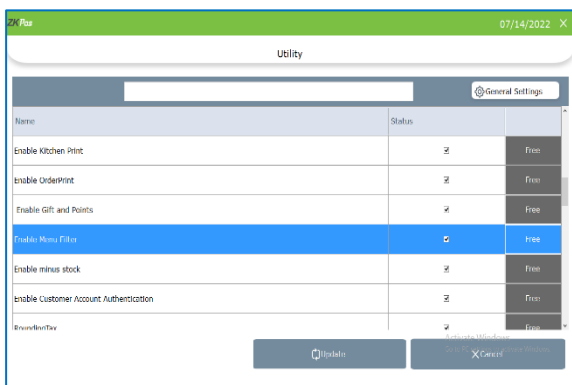 ZKPos 07/14/2022 X
Utility
General Settings
Name Status
Enable Kitchen Print Free
Enable OrderPrint Free
Enable Gift and Points Free
Enable Menu Filter Free
Enable minus stock Free
Enable Customer Account Authentication Free
RoundingTax Free
Activate Windows
Update XCancel